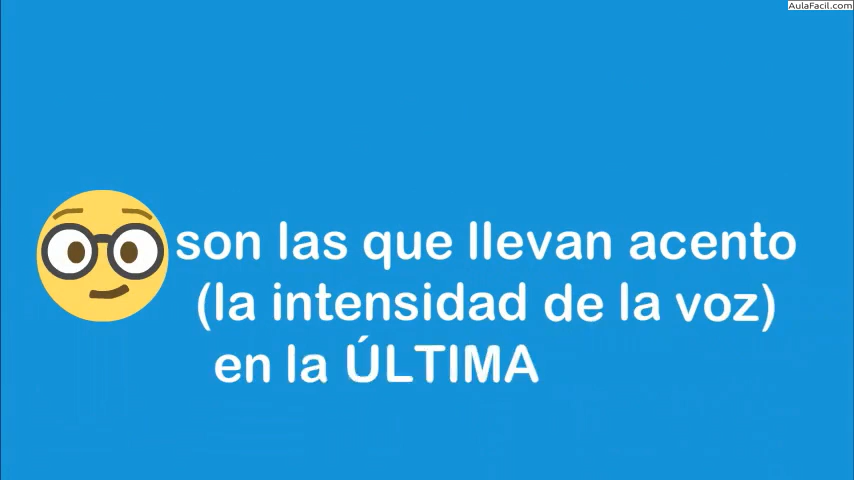 AulaFacil.com
son las que llevan acento
(la intensidad de la voz)
en la ÚLTIMA